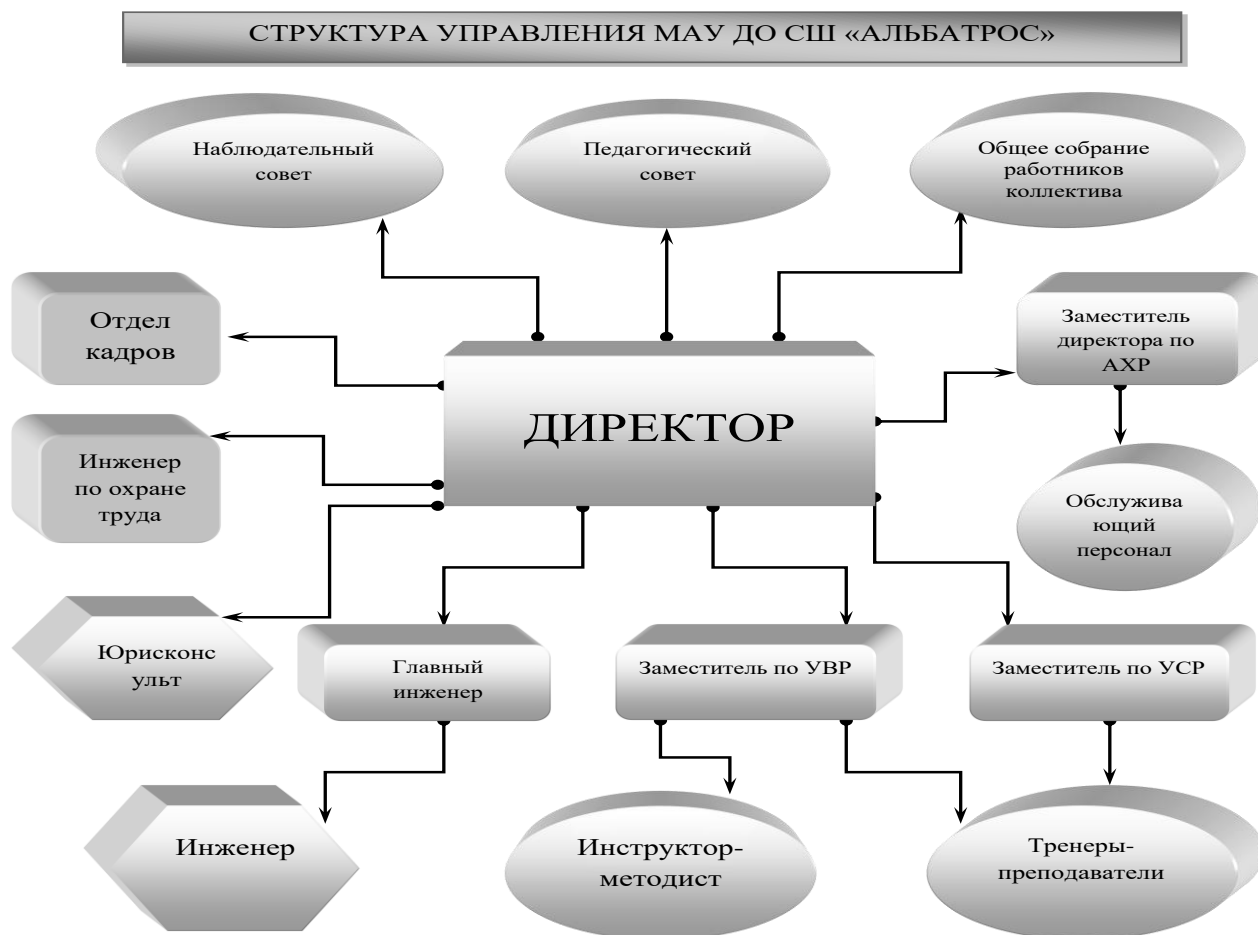 СТРУКТУРА УПРАВЛЕНИЯ МАУ ДО СШ «АЛЬБАТРОС»
Наблюдательный
совет
Педагогический
совет
Общее собрание
работников
коллектива
Отдел
кадров
ДИРЕКТОР
Заместитель
директора по
АХР
Инженер
по охране
труда
Обслужива
ющий
персонал
Юрисконс
ульт
Главный
инженер
Заместитель по УВР
Заместитель по УСР
Инженер
Инструктор-
методист
Тренеры-
преподаватели